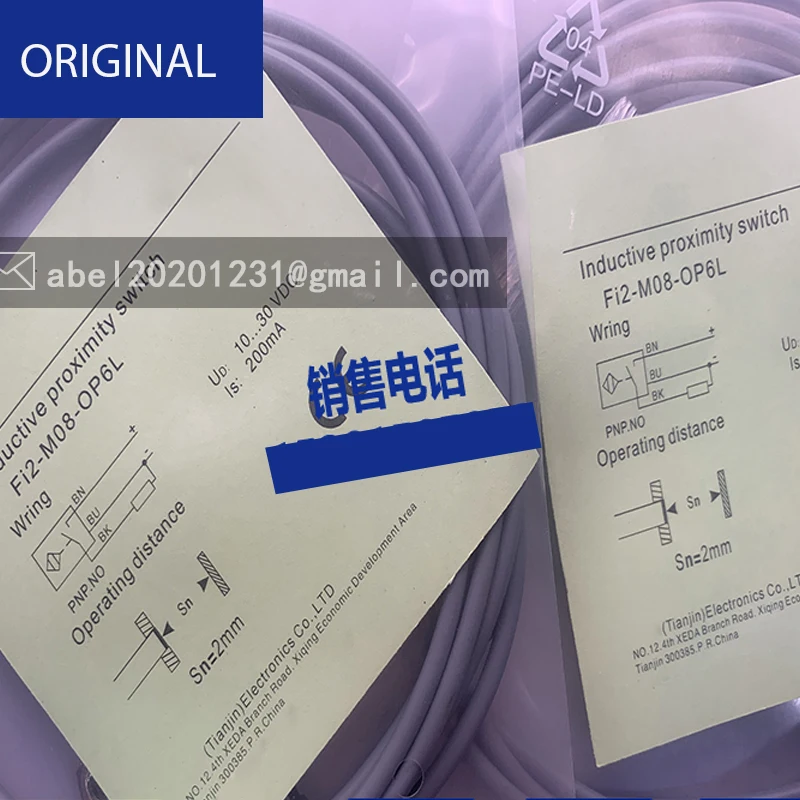 ORIGINAL
04
PE-LD
abel20201231@gmail.com
销售电话
Inductive proximity switch
Fi2-M08-OP6L
Wring
BN
BU
BK
+
-
PNP.NO
Operating distance
Sn
Sn=2mm
(Tianjin)Electronics Co.,LTD
NO.12.4th XEDA Branch Road. Xiqing Economic Development Area
Tianjin 300385.P R.China
UD: 10...30 VDC
Is: 200mA
Inductive proximity switch
Fi2-M08-OP6L
Wring
BN
BU
BK
+
-
PNP.NO
UD:
Is:
Operating distance
Sn
Sn=2mm
(Tianjin)Electronics Co.,LT
NO.12.4th XEDA Branch Road. Xiqing Econ
Tianjin 300385.P R.China